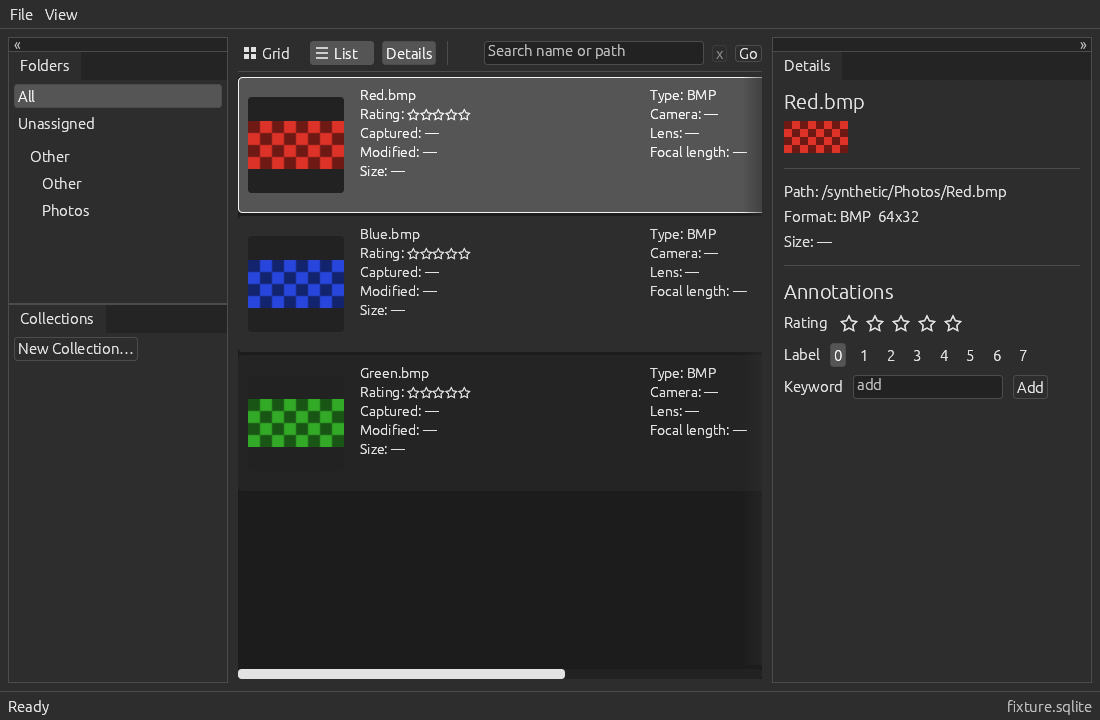 File View
«
Folders
All
Unassigned
Other
Other
Photos
Collections
New Collection...
Grid List Details Search name or path x Go
Red.bmp
Rating: ☆☆☆☆☆
Captured: —
Modified: —
Size: —
Type: BMP
Camera: —
Lens: —
Focal length: —
Blue.bmp
Rating: ☆☆☆☆☆
Captured: —
Modified: —
Size: —
Type: BMP
Camera: —
Lens: —
Focal length: —
Green.bmp
Rating: ☆☆☆☆☆
Captured: —
Modified: —
Size: —
Type: BMP
Camera: —
Lens: —
Focal length: —
»
Details
Red.bmp
Path: /synthetic/Photos/Red.bmp
Format: BMP 64x32
Size: —
Annotations
Rating ☆ ☆ ☆ ☆ ☆
Label 0 1 2 3 4 5 6 7
Keyword add Add
Ready
fixture.sqlite